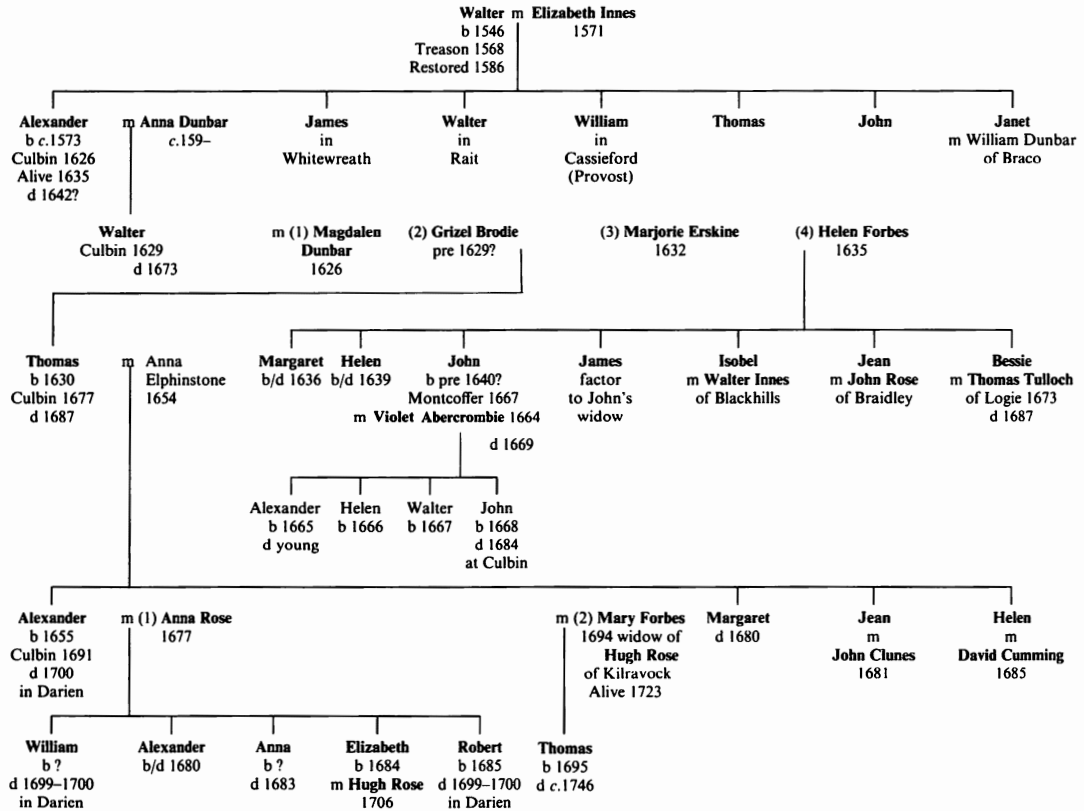 Walter m Elizabeth Innes
b 1546 1571
Treason 1568
Restored 1586
Alexander m Anna Dunbar James Walter William Thomas John Janet
b c.1573 c.159– in in in m William Dunbar
Culbin 1626 Whitewreath Rait Cassieford of Braco
Alive 1635 (Provost)
d 1642?
Walter m (1) Magdalen (2) Grizel Brodie (3) Marjorie Erskine (4) Helen Forbes
Culbin 1629 Dunbar pre 1629? 1632 1635
d 1673 1626
Thomas m Anna Margaret Helen John James Isobel Jean Bessie
b 1630 Elphinstone b/d 1636 b/d 1639 b pre 1640? factor m Walter Innes m John Rose m Thomas Tulloch
Culbin 1677 1654 Montcoffer 1667 to John's of Blackhills of Braidley of Logie 1673
d 1687 m Violet Abercrombie 1664 widow d 1687
d 1669
Alexander Helen Walter John
b 1665 b 1666 b 1667 b 1668
d young d 1684
at Culbin
Alexander m (1) Anna Rose m (2) Mary Forbes Margaret Jean Helen
b 1655 1677 1694 widow of d 1680 m m
Culbin 1691 Hugh Rose John Clunes David Cumming
d 1700 of Kilravock 1681 1685
in Darien Alive 1723
William Alexander Anna Elizabeth Robert Thomas
b ? b/d 1680 b ? b 1684 b 1685 b 1695
d 1699–1700 d 1683 m Hugh Rose d 1699–1700 d c.1746
in Darien 1706 in Darien